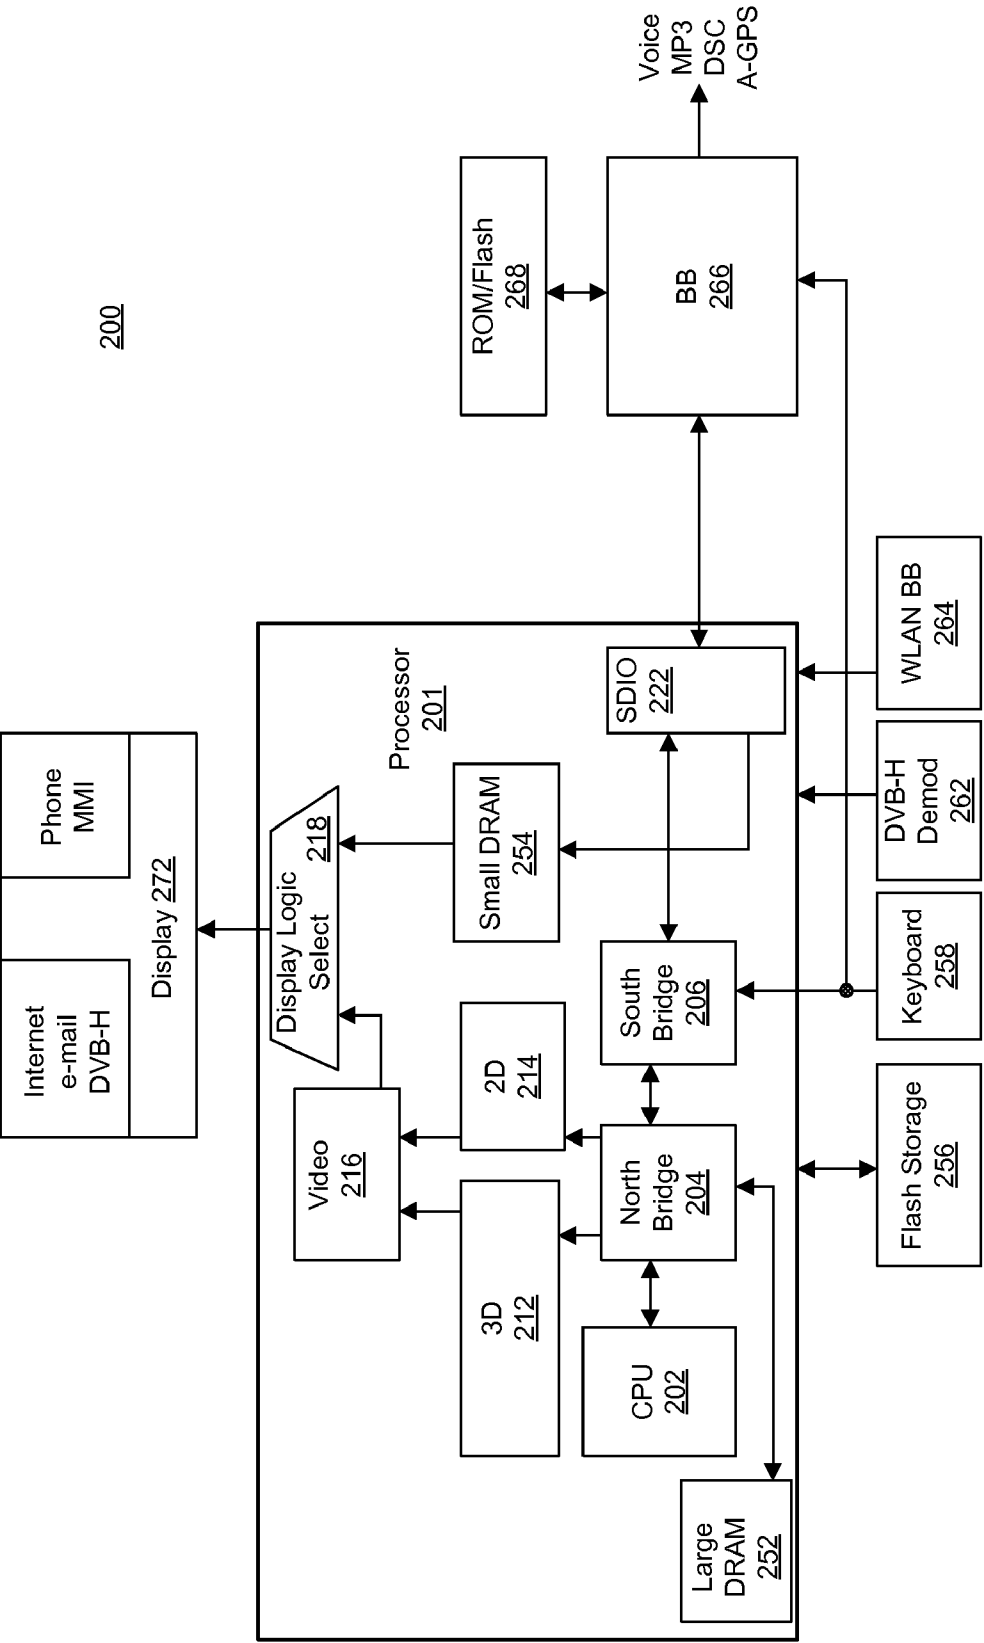 200
Internet
e-mail
DVB-H
Phone
MMI
Display 272
Display Logic
Select 218
Processor
201
Video
216
3D
212
2D
214
Small DRAM
254
CPU
202
North
Bridge
204
South
Bridge
206
SDIO
222
Large
DRAM
252
ROM/Flash
268
BB
266
Voice
MP3
DSC
A-GPS
Flash Storage
256
Keyboard
258
DVB-H
Demod
262
WLAN BB
264